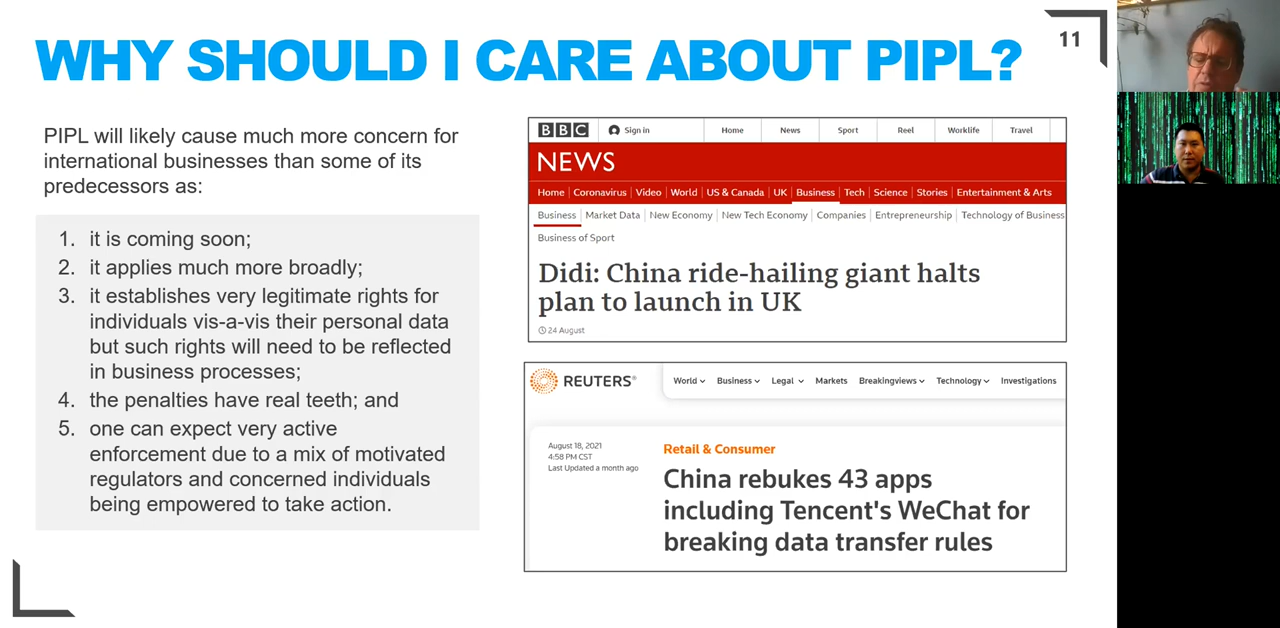 WHY SHOULD I CARE ABOUT PIPL?
11
PIPL will likely cause much more concern for
international businesses than some of its
predecessors as:
1. it is coming soon;
2. it applies much more broadly;
3. it establishes very legitimate rights for
individuals vis-a-vis their personal data
but such rights will need to be reflected
in business processes;
4. the penalties have real teeth; and
5. one can expect very active
enforcement due to a mix of motivated
regulators and concerned individuals
being empowered to take action.
BBC Sign in Home News Sport Reel Worklife Travel
NEWS
Home Coronavirus Video World US & Canada UK Business Tech Science Stories Entertainment & Arts
Business Market Data New Economy New Tech Economy Companies Entrepreneurship Technology of Business
Business of Sport
Didi: China ride-hailing giant halts
plan to launch in UK
24 August
REUTERS® World Business Legal Markets Breakingviews Technology Investigations
August 18, 2021
4:58 PM CST
Last Updated a month ago
Retail & Consumer
China rebukes 43 apps
including Tencent's WeChat for
breaking data transfer rules